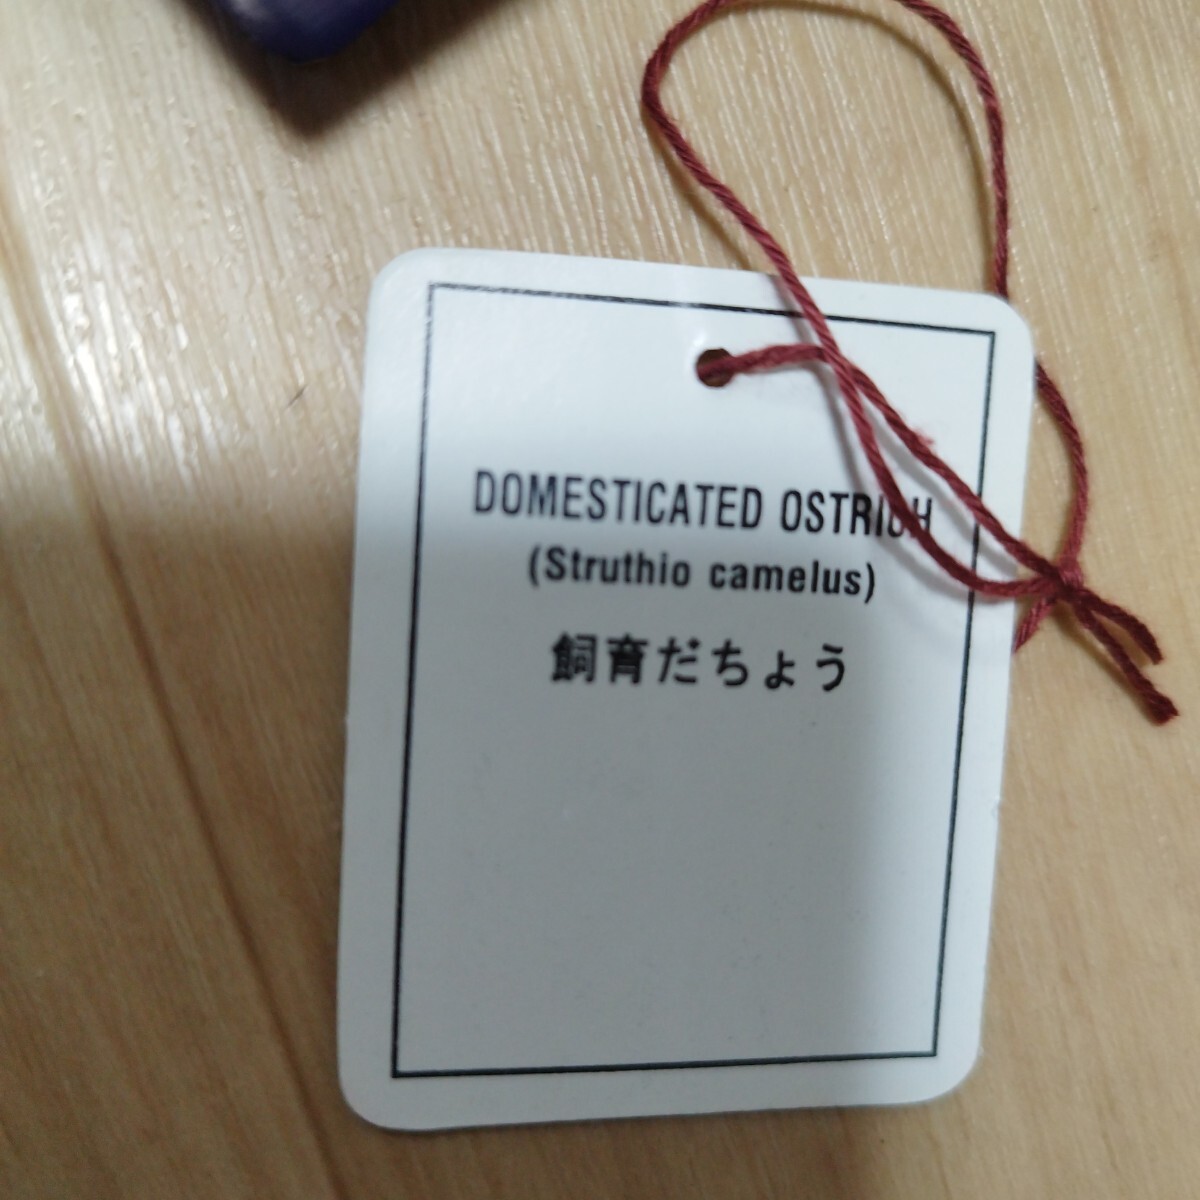 DOMESTICATED OSTRICH
(Struthio camelus)
飼育だちょう